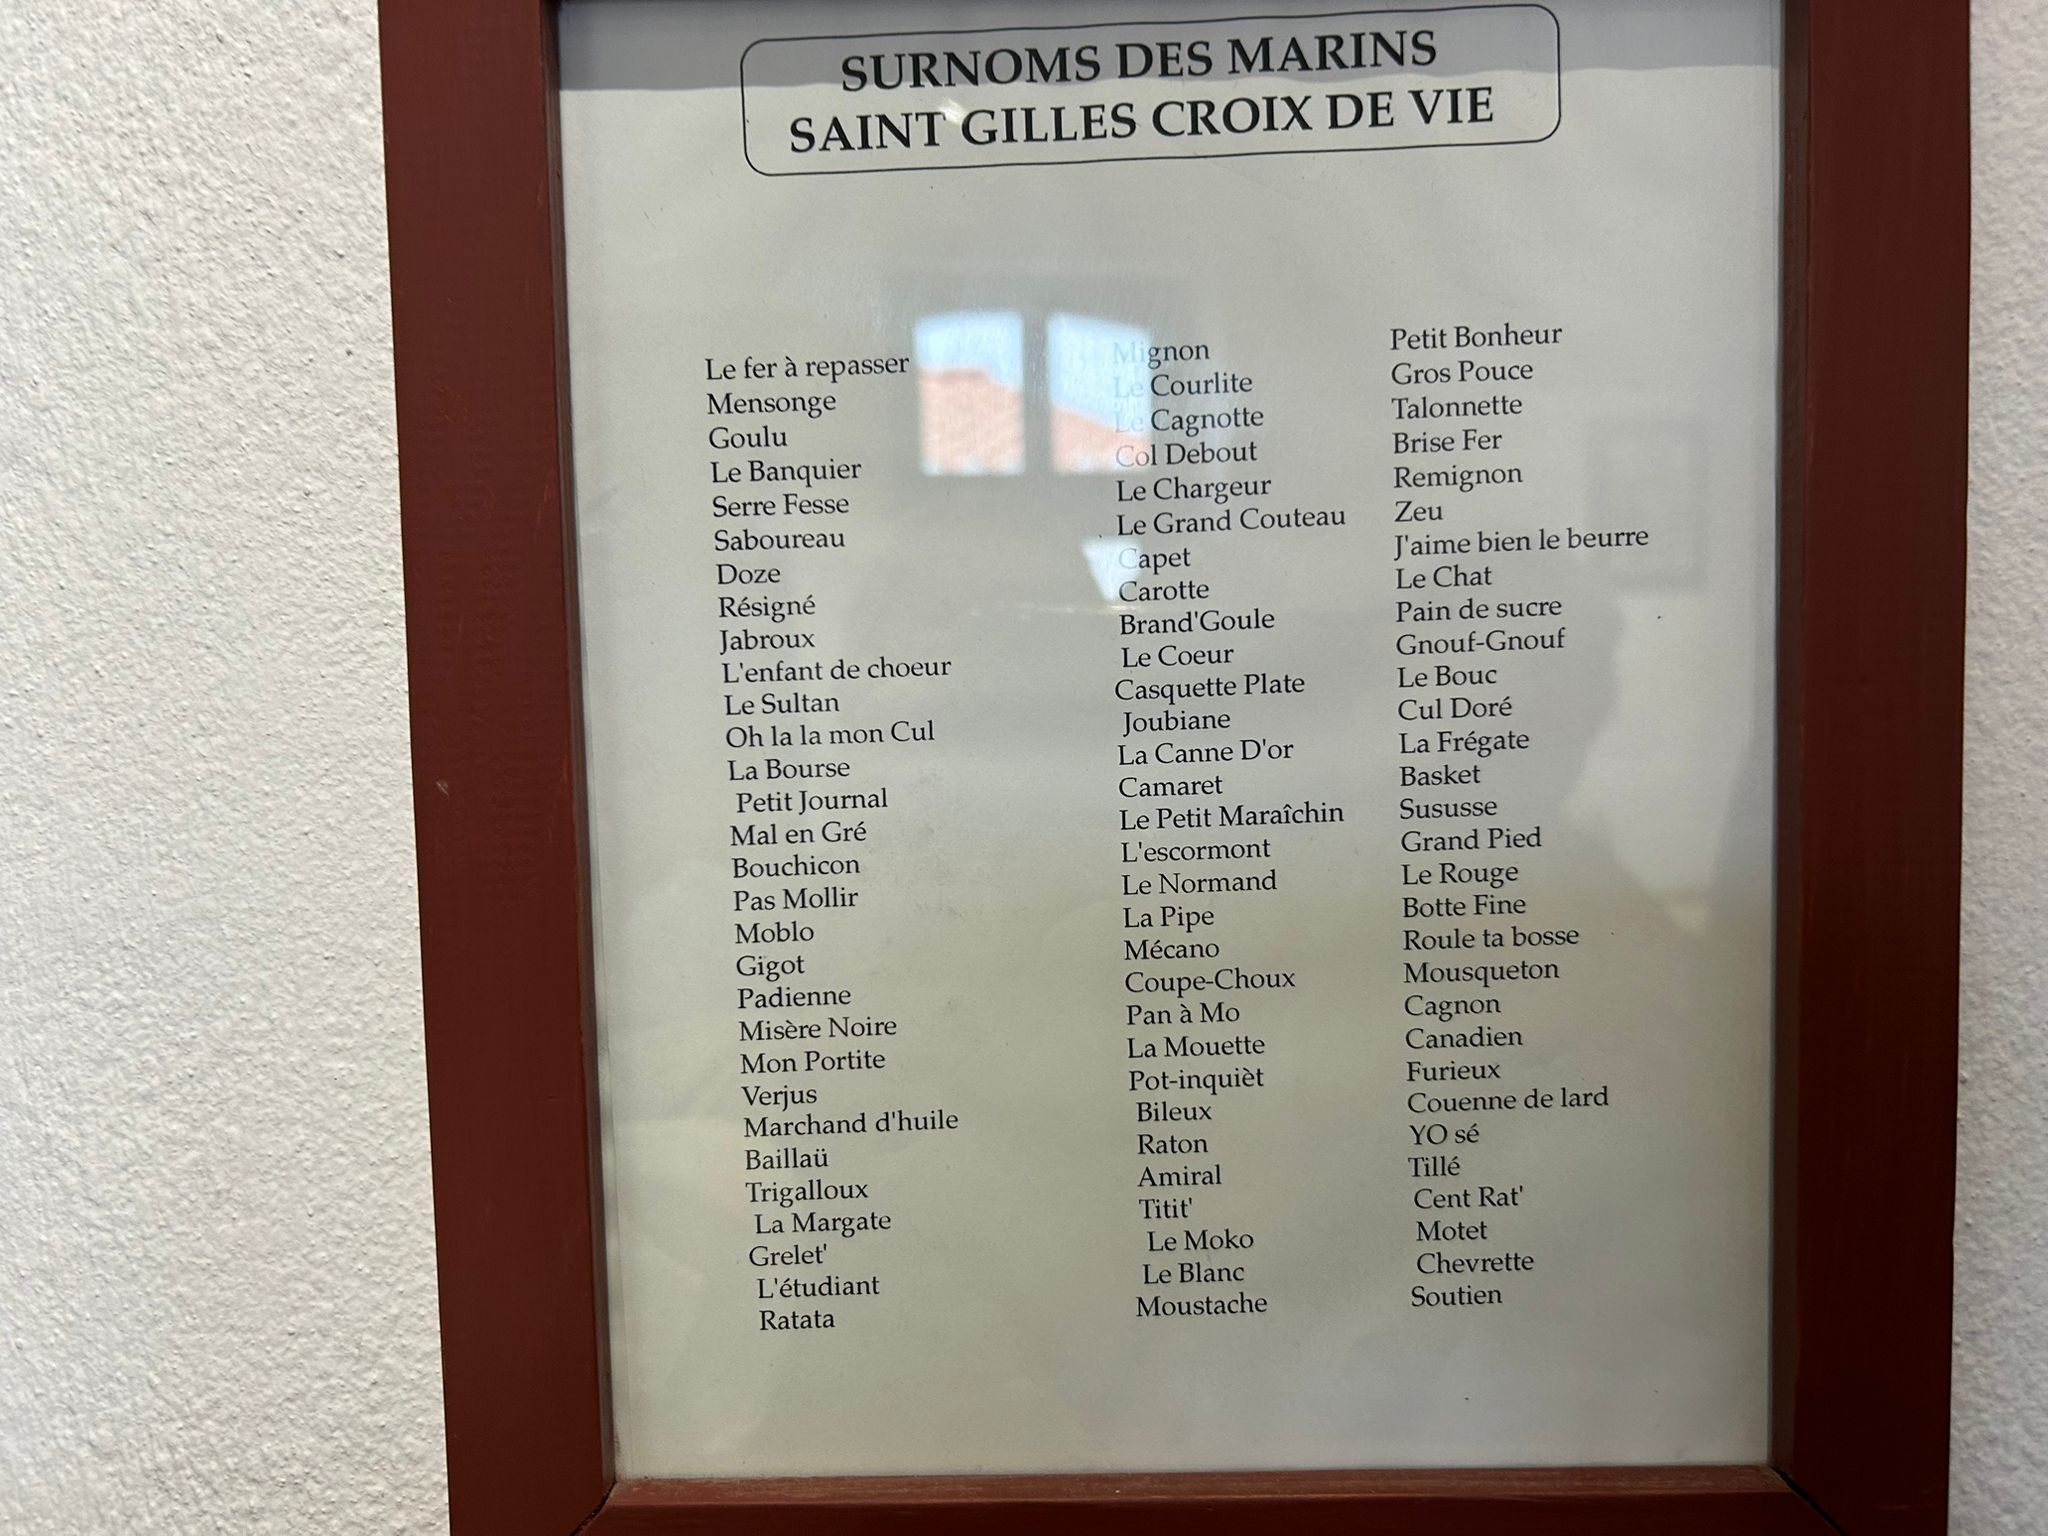 SURNOMS DES MARINS
SAINT GILLES CROIX DE VIE
Le fer à repasser
Mensonge
Goulu
Le Banquier
Serre Fesse
Saboureau
Doze
Résigné
Jabroux
L'enfant de choeur
Le Sultan
Oh la la mon Cul
La Bourse
Petit Journal
Mal en Gré
Bouchicon
Pas Mollir
Moblo
Gigot
Padienne
Misère Noire
Mon Portite
Verjus
Marchand d'huile
Baillaü
Trigalloux
La Margate
Grelet'
L'étudiant
Ratata
Mignon
Le Courlite
Le Cagnotte
Col Debout
Le Chargeur
Le Grand Couteau
Capet
Carotte
Brand'Goule
Le Coeur
Casquette Plate
Joubiane
La Canne D'or
Camaret
Le Petit Maraîchin
L'escormont
Le Normand
La Pipe
Mécano
Coupe-Choux
Pan à Mo
La Mouette
Pot-inquièt
Bileux
Raton
Amiral
Titit'
Le Moko
Le Blanc
Moustache
Petit Bonheur
Gros Pouce
Talonnette
Brise Fer
Remignon
Zeu
J'aime bien le beurre
Le Chat
Pain de sucre
Gnouf-Gnouf
Le Bouc
Cul Doré
La Frégate
Basket
Sususse
Grand Pied
Le Rouge
Botte Fine
Roule ta bosse
Mousqueton
Cagnon
Canadien
Furieux
Couenne de lard
YO sé
Tillé
Cent Rat'
Motet
Chevrette
Soutien